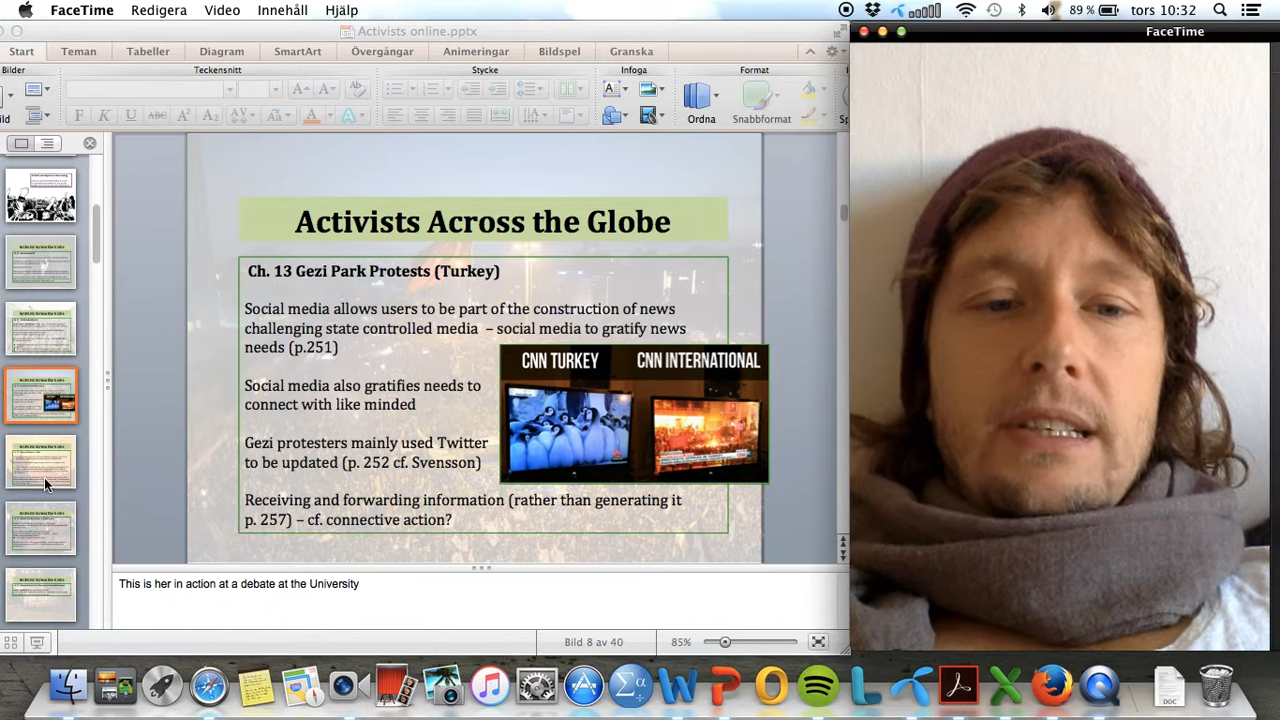 FaceTime Redigera Video Innehåll Hjälp
89 % tors 10:32
Activists online.pptx
FaceTime
Start Teman Tabeller Diagram SmartArt Övergångar Animeringar Bildspel Granska
Bilder Teckensnitt Stycke Infoga Format
F K U ABC A² A₂ AV Aa A A
Ordna Snabbformat
Activists Across the Globe
Ch. 13 Gezi Park Protests (Turkey)
Social media allows users to be part of the construction of news
challenging state controlled media – social media to gratify news
needs (p.251)
CNN TURKEY CNN INTERNATIONAL
Social media also gratifies needs to
connect with like minded
Gezi protesters mainly used Twitter
to be updated (p. 252 cf. Svensson)
Receiving and forwarding information (rather than generating it
p. 257) – cf. connective action?
This is her in action at a debate at the University
Bild 8 av 40 85%
DOC